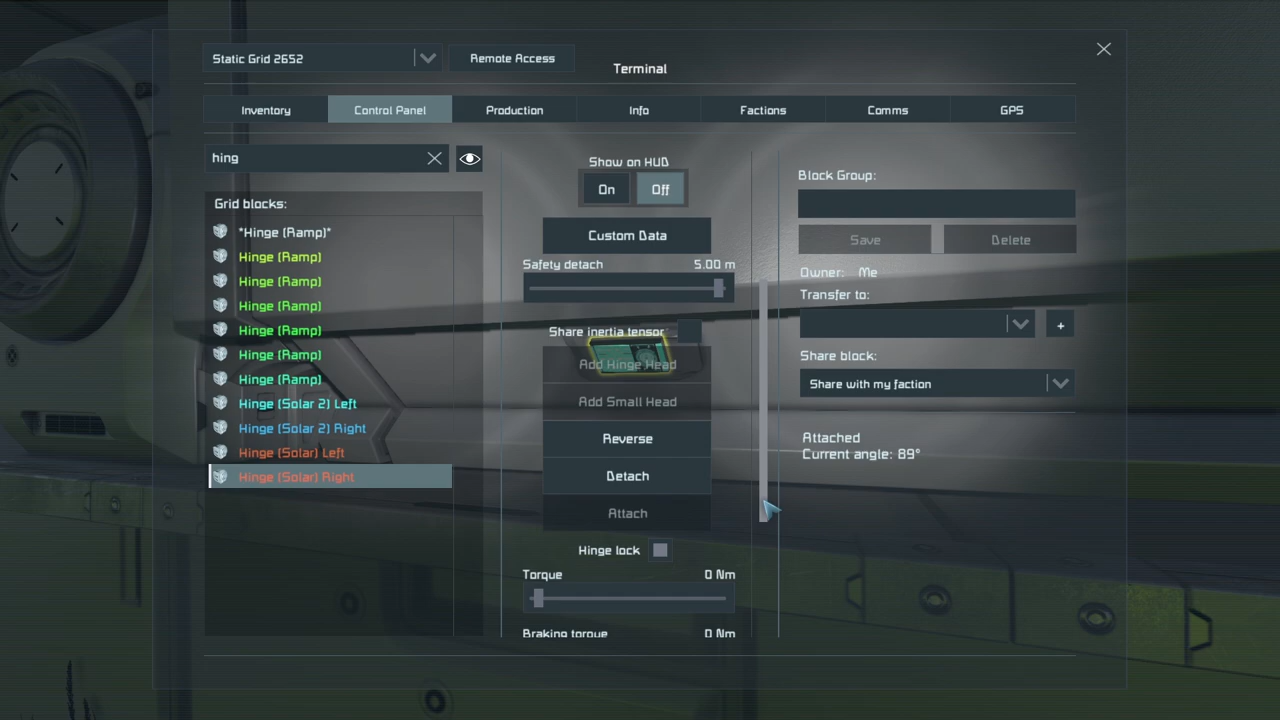 Static Grid 2652
Remote Access
Terminal
Inventory
Control Panel
Production
Info
Factions
Comms
GPS
hing
Grid blocks:
*Hinge (Ramp)*
Hinge (Ramp)
Hinge (Ramp)
Hinge (Ramp)
Hinge (Ramp)
Hinge (Ramp)
Hinge (Ramp)
Hinge (Solar 2) Left
Hinge (Solar 2) Right
Hinge (Solar) Left
Hinge (Solar) Right
Show on HUD
On
Off
Custom Data
Safety detach 5.00 m
Share inertia tensor
Add Hinge Head
Add Small Head
Reverse
Detach
Attach
Hinge lock
Torque 0 Nm
Braking torque 0 Nm
Block Group:
Save
Delete
Owner: Me
Transfer to:
+
Share block:
Share with my faction
Attached
Current angle: 89°